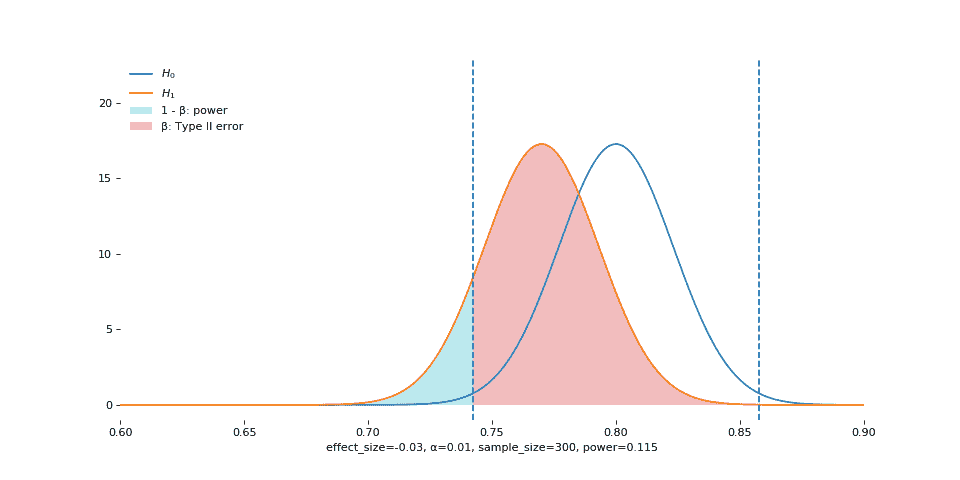 H₀
H₁
1 - β: power
β: Type II error
20
15
10
5
0
0.60 0.65 0.70 0.75 0.80 0.85 0.90
effect_size=-0.03, α=0.01, sample_size=300, power=0.115